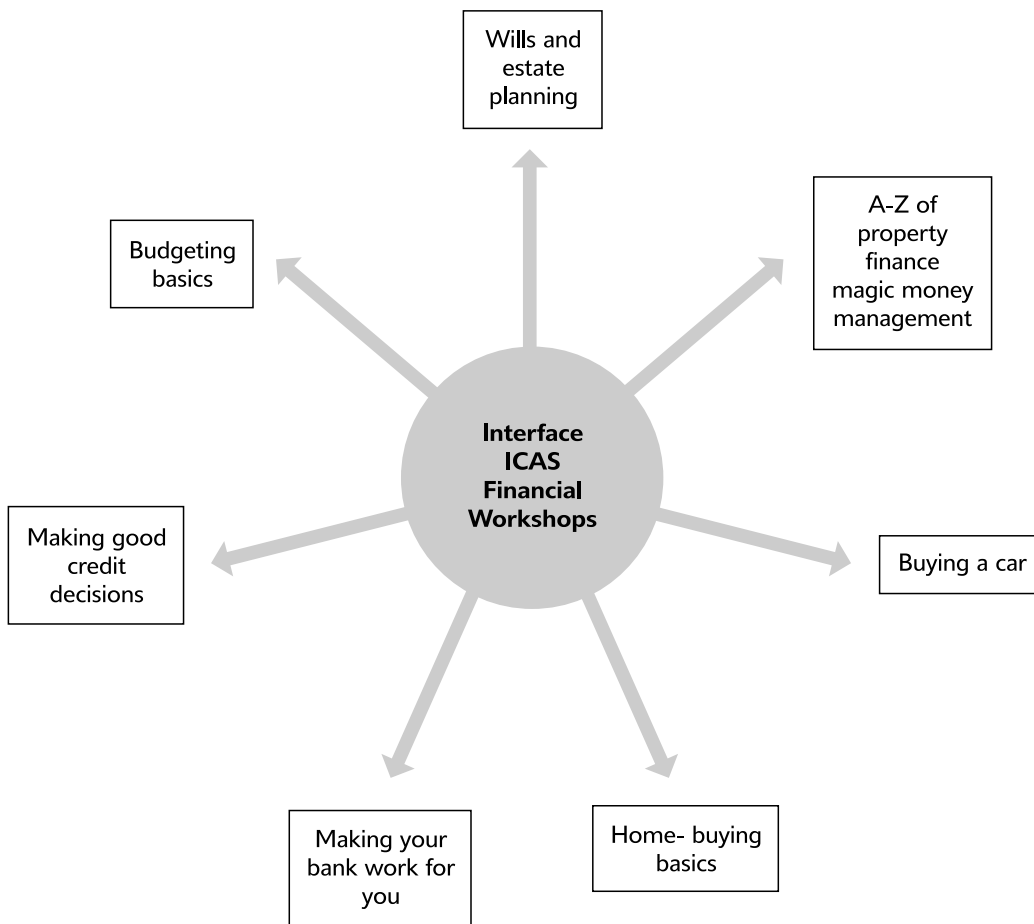 Wills and
estate
planning
A-Z of
property
finance
magic money
management
Budgeting
basics
Interface
ICAS
Financial
Workshops
Making good
credit
decisions
Buying a car
Making your
bank work for
you
Home- buying
basics